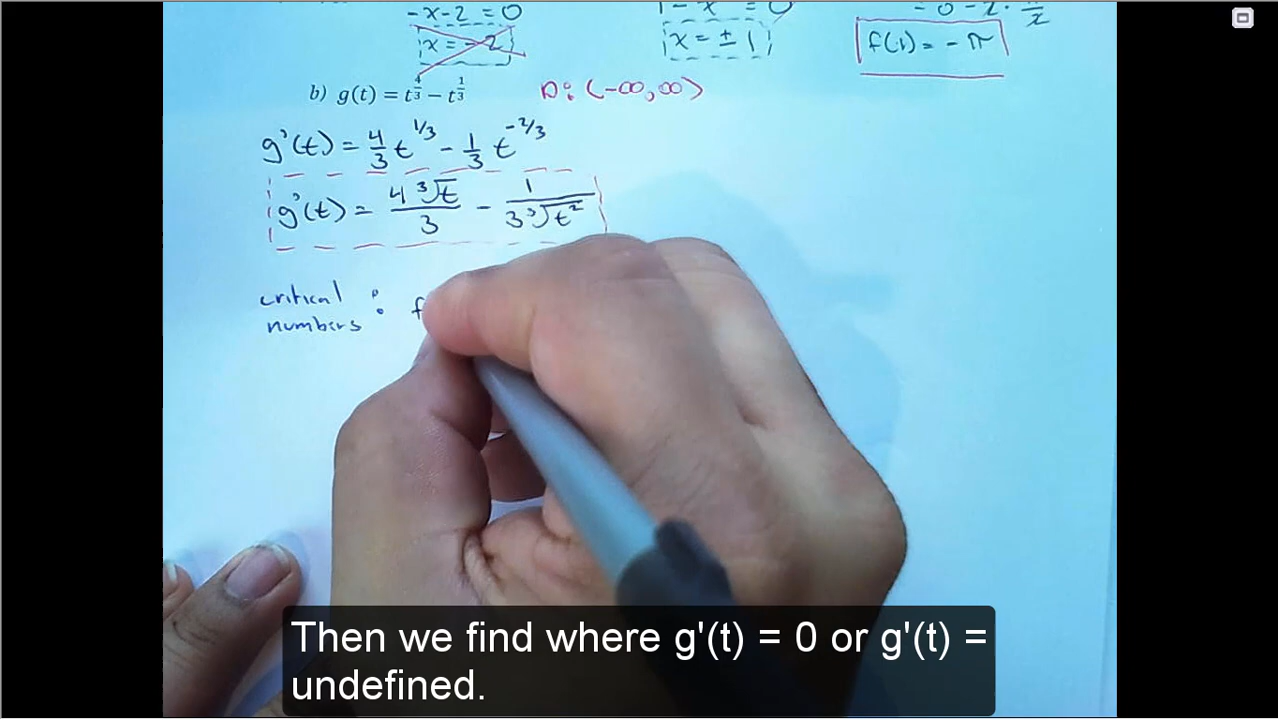 -x-2 = 0
x = -2
x = ± 1
f(1) = - π
b) g(t) = t^{4/3} - t^{1/3} D: (-∞,∞)
g'(t) = 4/3 t^{1/3} - 1/3 t^{-2/3}
g'(t) = 4∛t / 3 - 1 / 3∛t²
critical
numbers :
Then we find where g'(t) = 0 or g'(t) =
undefined.